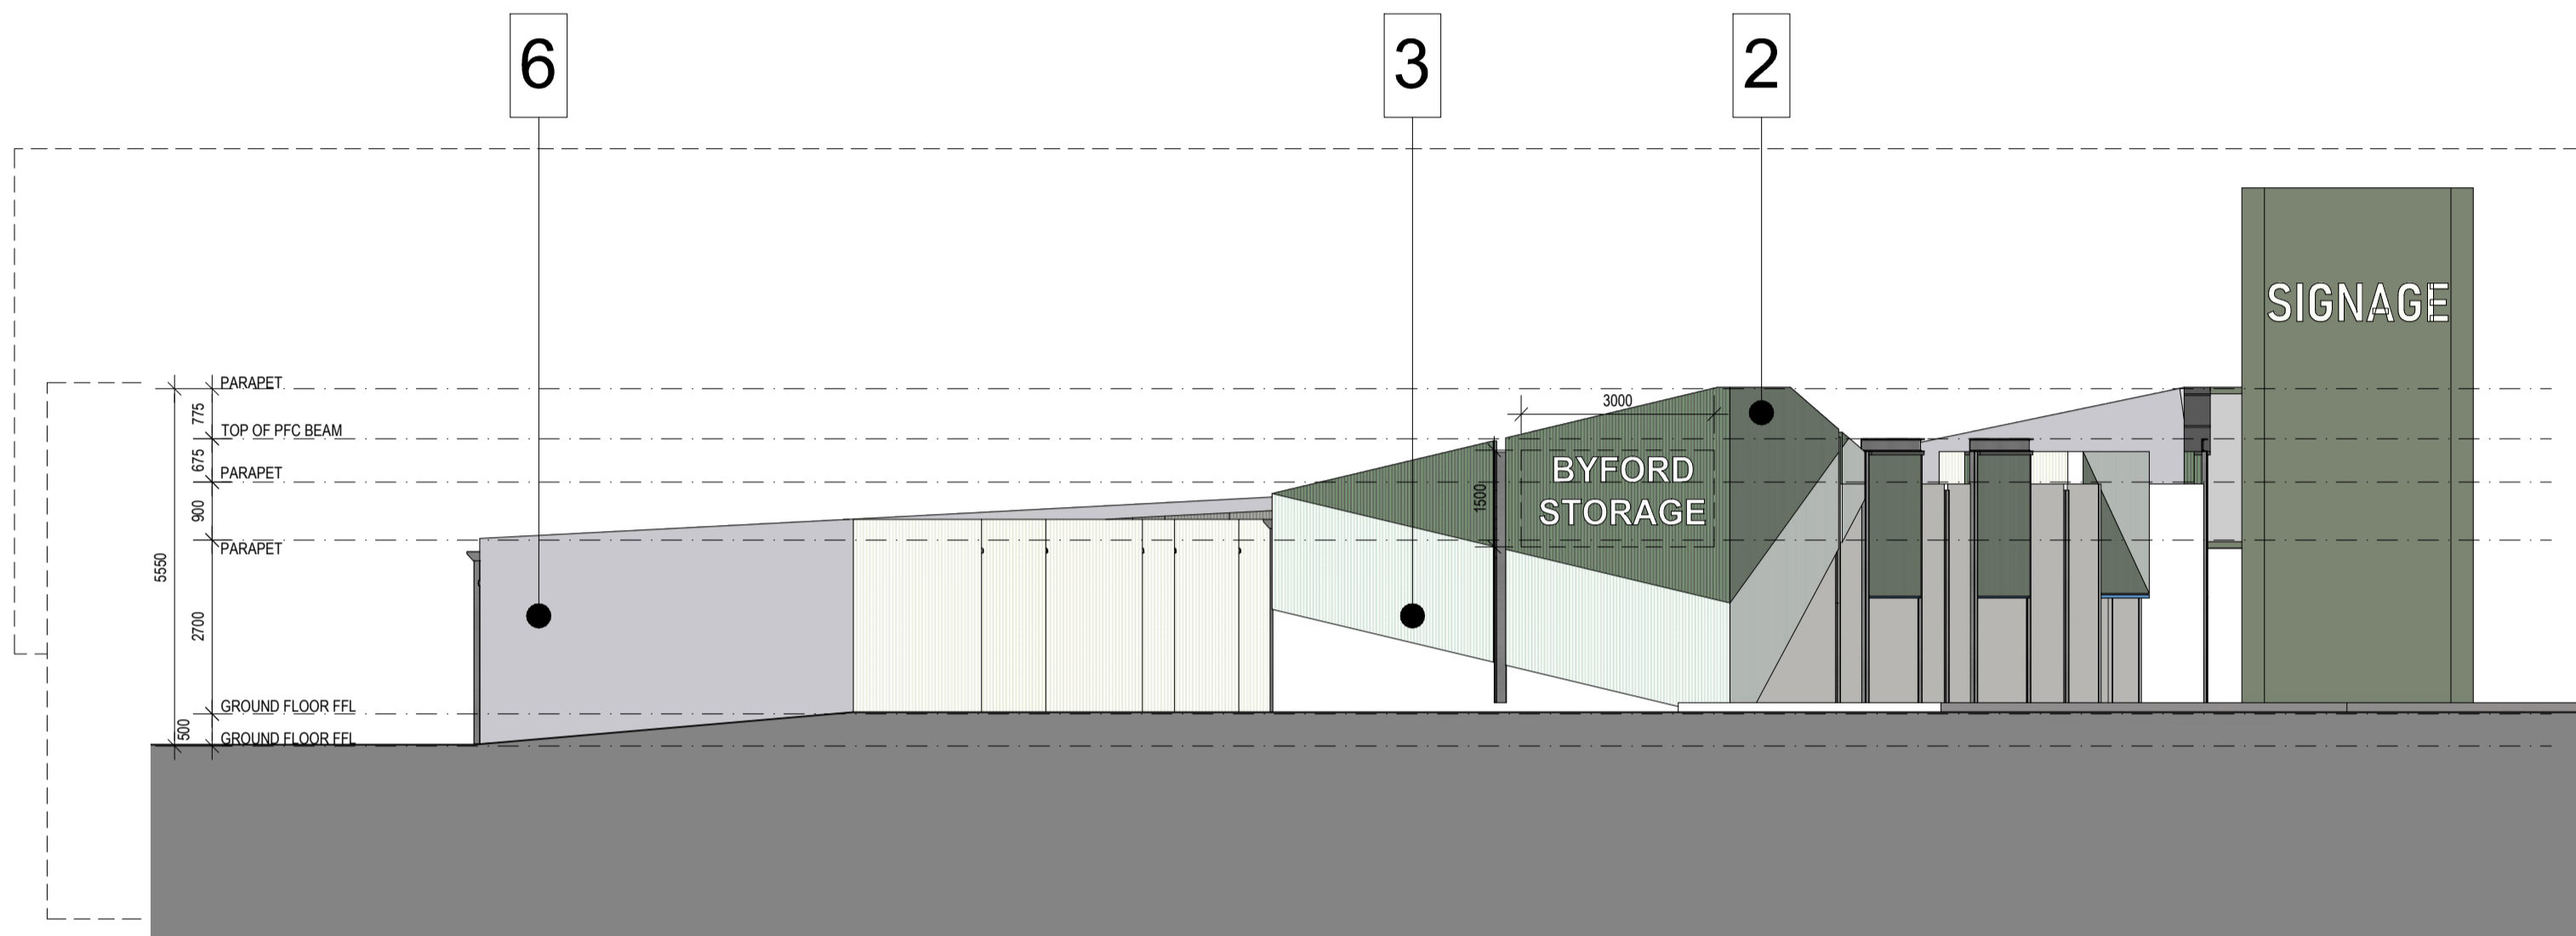 6
3
2
SIGNAGE
PARAPET
3000
775
TOP OF PFC BEAM
BYFORD
STORAGE
675
PARAPET
1500
900
PARAPET
5550
2700
GROUND FLOOR FFL
500
GROUND FLOOR FFL